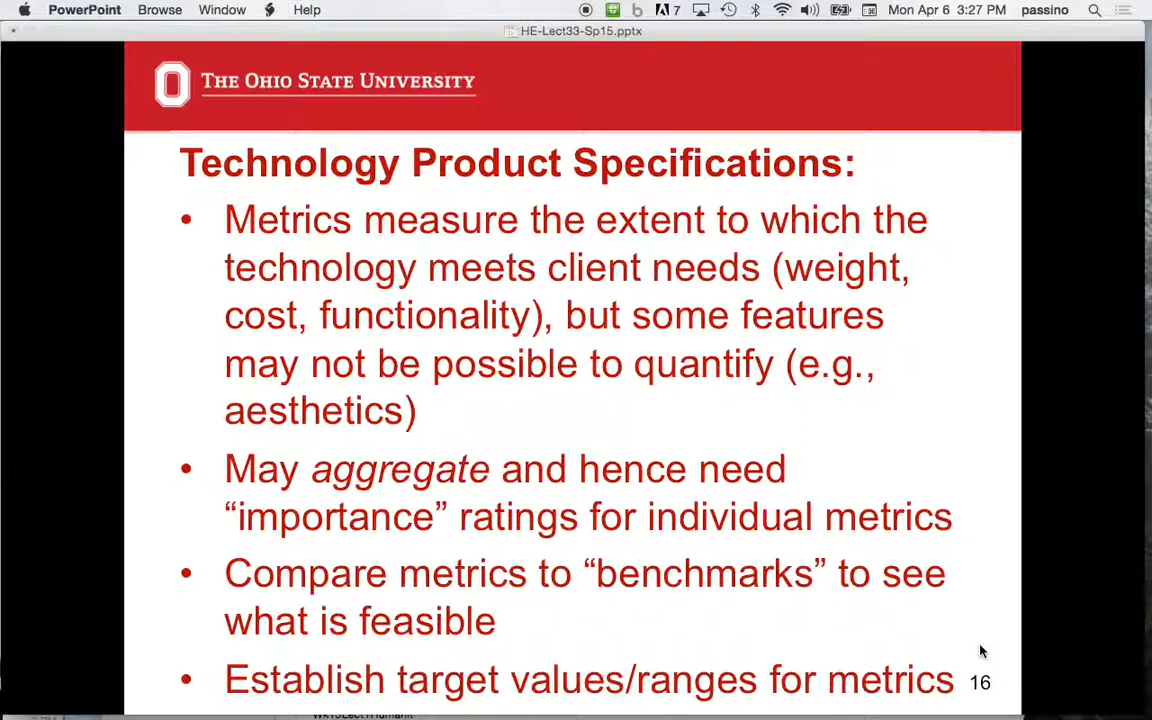 PowerPoint Browse Window Help 7 Mon Apr 6 3:27 PM passino
HE-Lect33-Sp15.pptx
THE OHIO STATE UNIVERSITY
Technology Product Specifications:
• Metrics measure the extent to which the
technology meets client needs (weight,
cost, functionality), but some features
may not be possible to quantify (e.g.,
aesthetics)
• May aggregate and hence need
“importance” ratings for individual metrics
• Compare metrics to “benchmarks” to see
what is feasible
• Establish target values/ranges for metrics
16